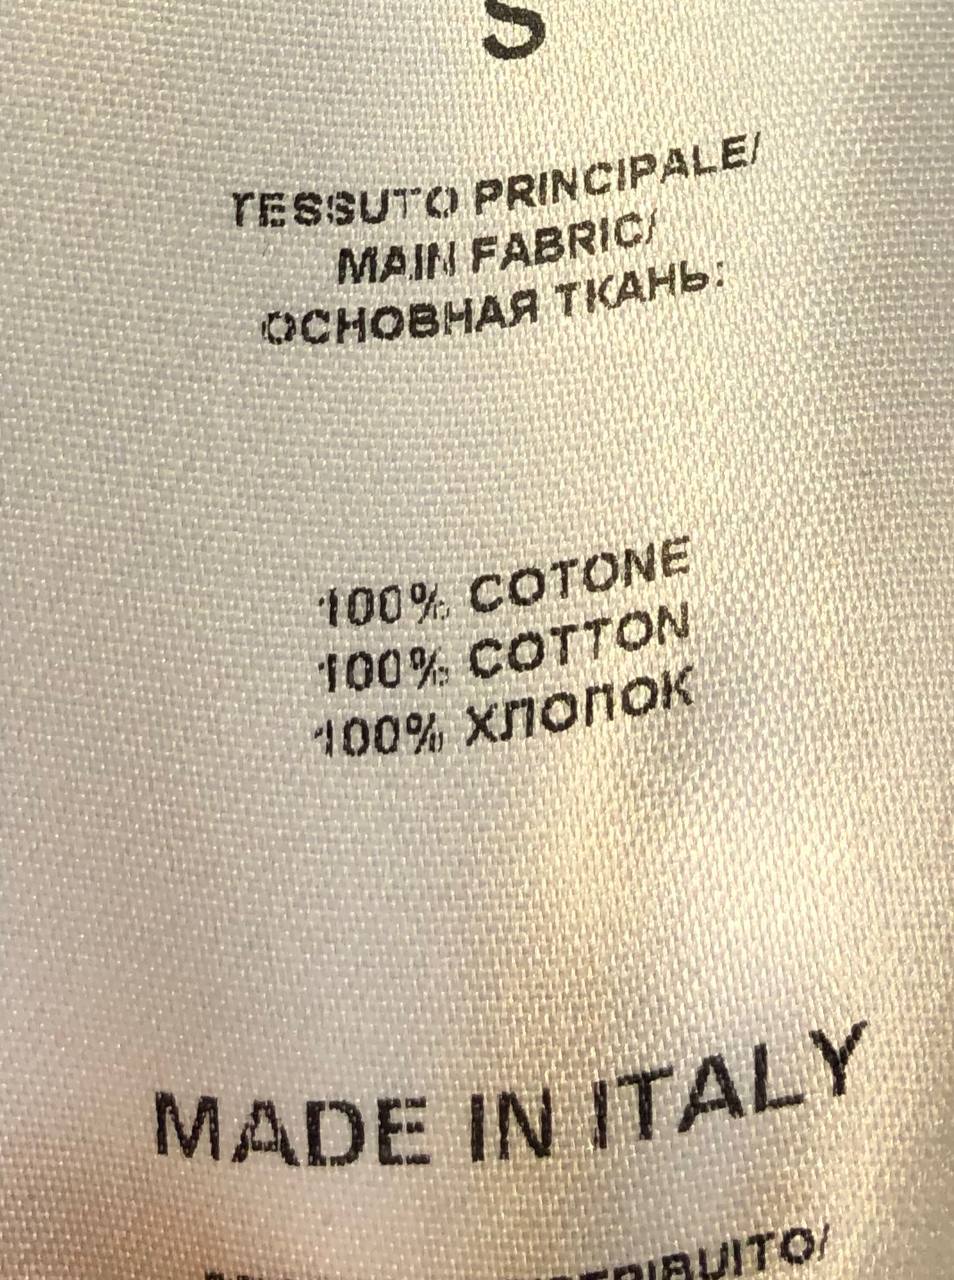 S
TESSUTO PRINCIPALE/
MAIN FABRIC/
ОСНОВНАЯ ТКАНЬ:
100% COTONE
100% COTTON
100% ХЛОПОК
MADE IN ITALY